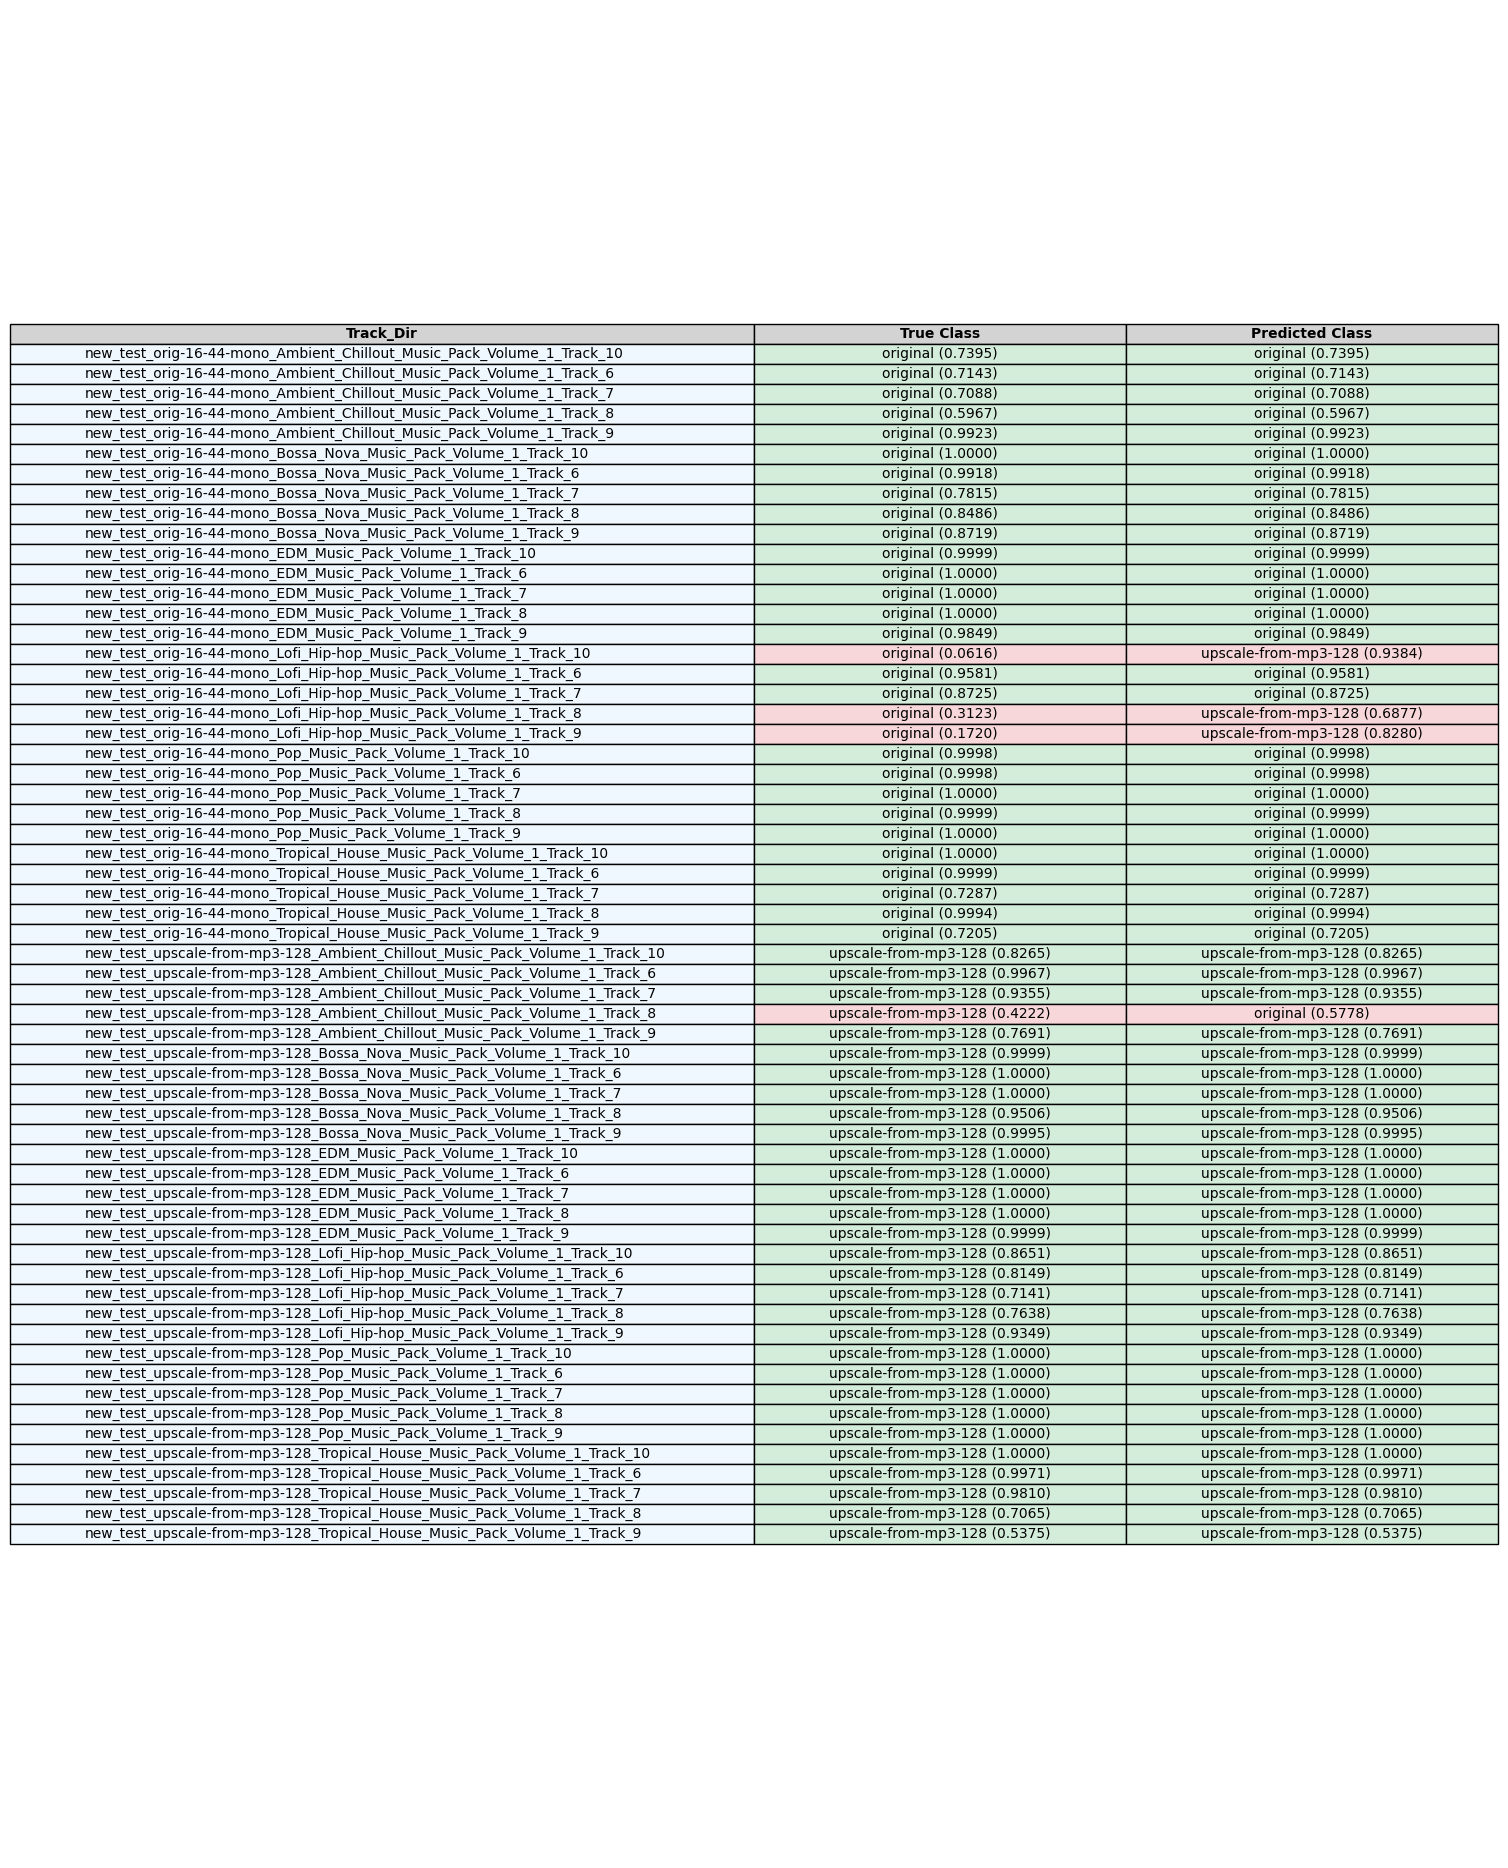 Track_Dir True Class Predicted Class
new_test_orig-16-44-mono_Ambient_Chillout_Music_Pack_Volume_1_Track_10 original (0.7395) original (0.7395)
new_test_orig-16-44-mono_Ambient_Chillout_Music_Pack_Volume_1_Track_6 original (0.7143) original (0.7143)
new_test_orig-16-44-mono_Ambient_Chillout_Music_Pack_Volume_1_Track_7 original (0.7088) original (0.7088)
new_test_orig-16-44-mono_Ambient_Chillout_Music_Pack_Volume_1_Track_8 original (0.5967) original (0.5967)
new_test_orig-16-44-mono_Ambient_Chillout_Music_Pack_Volume_1_Track_9 original (0.9923) original (0.9923)
new_test_orig-16-44-mono_Bossa_Nova_Music_Pack_Volume_1_Track_10 original (1.0000) original (1.0000)
new_test_orig-16-44-mono_Bossa_Nova_Music_Pack_Volume_1_Track_6 original (0.9918) original (0.9918)
new_test_orig-16-44-mono_Bossa_Nova_Music_Pack_Volume_1_Track_7 original (0.7815) original (0.7815)
new_test_orig-16-44-mono_Bossa_Nova_Music_Pack_Volume_1_Track_8 original (0.8486) original (0.8486)
new_test_orig-16-44-mono_Bossa_Nova_Music_Pack_Volume_1_Track_9 original (0.8719) original (0.8719)
new_test_orig-16-44-mono_EDM_Music_Pack_Volume_1_Track_10 original (0.9999) original (0.9999)
new_test_orig-16-44-mono_EDM_Music_Pack_Volume_1_Track_6 original (1.0000) original (1.0000)
new_test_orig-16-44-mono_EDM_Music_Pack_Volume_1_Track_7 original (1.0000) original (1.0000)
new_test_orig-16-44-mono_EDM_Music_Pack_Volume_1_Track_8 original (1.0000) original (1.0000)
new_test_orig-16-44-mono_EDM_Music_Pack_Volume_1_Track_9 original (0.9849) original (0.9849)
new_test_orig-16-44-mono_Lofi_Hip-hop_Music_Pack_Volume_1_Track_10 original (0.0616) upscale-from-mp3-128 (0.9384)
new_test_orig-16-44-mono_Lofi_Hip-hop_Music_Pack_Volume_1_Track_6 original (0.9581) original (0.9581)
new_test_orig-16-44-mono_Lofi_Hip-hop_Music_Pack_Volume_1_Track_7 original (0.8725) original (0.8725)
new_test_orig-16-44-mono_Lofi_Hip-hop_Music_Pack_Volume_1_Track_8 original (0.3123) upscale-from-mp3-128 (0.6877)
new_test_orig-16-44-mono_Lofi_Hip-hop_Music_Pack_Volume_1_Track_9 original (0.1720) upscale-from-mp3-128 (0.8280)
new_test_orig-16-44-mono_Pop_Music_Pack_Volume_1_Track_10 original (0.9998) original (0.9998)
new_test_orig-16-44-mono_Pop_Music_Pack_Volume_1_Track_6 original (0.9998) original (0.9998)
new_test_orig-16-44-mono_Pop_Music_Pack_Volume_1_Track_7 original (1.0000) original (1.0000)
new_test_orig-16-44-mono_Pop_Music_Pack_Volume_1_Track_8 original (0.9999) original (0.9999)
new_test_orig-16-44-mono_Pop_Music_Pack_Volume_1_Track_9 original (1.0000) original (1.0000)
new_test_orig-16-44-mono_Tropical_House_Music_Pack_Volume_1_Track_10 original (1.0000) original (1.0000)
new_test_orig-16-44-mono_Tropical_House_Music_Pack_Volume_1_Track_6 original (0.9999) original (0.9999)
new_test_orig-16-44-mono_Tropical_House_Music_Pack_Volume_1_Track_7 original (0.7287) original (0.7287)
new_test_orig-16-44-mono_Tropical_House_Music_Pack_Volume_1_Track_8 original (0.9994) original (0.9994)
new_test_orig-16-44-mono_Tropical_House_Music_Pack_Volume_1_Track_9 original (0.7205) original (0.7205)
new_test_upscale-from-mp3-128_Ambient_Chillout_Music_Pack_Volume_1_Track_10 upscale-from-mp3-128 (0.8265) upscale-from-mp3-128 (0.8265)
new_test_upscale-from-mp3-128_Ambient_Chillout_Music_Pack_Volume_1_Track_6 upscale-from-mp3-128 (0.9967) upscale-from-mp3-128 (0.9967)
new_test_upscale-from-mp3-128_Ambient_Chillout_Music_Pack_Volume_1_Track_7 upscale-from-mp3-128 (0.9355) upscale-from-mp3-128 (0.9355)
new_test_upscale-from-mp3-128_Ambient_Chillout_Music_Pack_Volume_1_Track_8 upscale-from-mp3-128 (0.4222) original (0.5778)
new_test_upscale-from-mp3-128_Ambient_Chillout_Music_Pack_Volume_1_Track_9 upscale-from-mp3-128 (0.7691) upscale-from-mp3-128 (0.7691)
new_test_upscale-from-mp3-128_Bossa_Nova_Music_Pack_Volume_1_Track_10 upscale-from-mp3-128 (0.9999) upscale-from-mp3-128 (0.9999)
new_test_upscale-from-mp3-128_Bossa_Nova_Music_Pack_Volume_1_Track_6 upscale-from-mp3-128 (1.0000) upscale-from-mp3-128 (1.0000)
new_test_upscale-from-mp3-128_Bossa_Nova_Music_Pack_Volume_1_Track_7 upscale-from-mp3-128 (1.0000) upscale-from-mp3-128 (1.0000)
new_test_upscale-from-mp3-128_Bossa_Nova_Music_Pack_Volume_1_Track_8 upscale-from-mp3-128 (0.9506) upscale-from-mp3-128 (0.9506)
new_test_upscale-from-mp3-128_Bossa_Nova_Music_Pack_Volume_1_Track_9 upscale-from-mp3-128 (0.9995) upscale-from-mp3-128 (0.9995)
new_test_upscale-from-mp3-128_EDM_Music_Pack_Volume_1_Track_10 upscale-from-mp3-128 (1.0000) upscale-from-mp3-128 (1.0000)
new_test_upscale-from-mp3-128_EDM_Music_Pack_Volume_1_Track_6 upscale-from-mp3-128 (1.0000) upscale-from-mp3-128 (1.0000)
new_test_upscale-from-mp3-128_EDM_Music_Pack_Volume_1_Track_7 upscale-from-mp3-128 (1.0000) upscale-from-mp3-128 (1.0000)
new_test_upscale-from-mp3-128_EDM_Music_Pack_Volume_1_Track_8 upscale-from-mp3-128 (1.0000) upscale-from-mp3-128 (1.0000)
new_test_upscale-from-mp3-128_EDM_Music_Pack_Volume_1_Track_9 upscale-from-mp3-128 (0.9999) upscale-from-mp3-128 (0.9999)
new_test_upscale-from-mp3-128_Lofi_Hip-hop_Music_Pack_Volume_1_Track_10 upscale-from-mp3-128 (0.8651) upscale-from-mp3-128 (0.8651)
new_test_upscale-from-mp3-128_Lofi_Hip-hop_Music_Pack_Volume_1_Track_6 upscale-from-mp3-128 (0.8149) upscale-from-mp3-128 (0.8149)
new_test_upscale-from-mp3-128_Lofi_Hip-hop_Music_Pack_Volume_1_Track_7 upscale-from-mp3-128 (0.7141) upscale-from-mp3-128 (0.7141)
new_test_upscale-from-mp3-128_Lofi_Hip-hop_Music_Pack_Volume_1_Track_8 upscale-from-mp3-128 (0.7638) upscale-from-mp3-128 (0.7638)
new_test_upscale-from-mp3-128_Lofi_Hip-hop_Music_Pack_Volume_1_Track_9 upscale-from-mp3-128 (0.9349) upscale-from-mp3-128 (0.9349)
new_test_upscale-from-mp3-128_Pop_Music_Pack_Volume_1_Track_10 upscale-from-mp3-128 (1.0000) upscale-from-mp3-128 (1.0000)
new_test_upscale-from-mp3-128_Pop_Music_Pack_Volume_1_Track_6 upscale-from-mp3-128 (1.0000) upscale-from-mp3-128 (1.0000)
new_test_upscale-from-mp3-128_Pop_Music_Pack_Volume_1_Track_7 upscale-from-mp3-128 (1.0000) upscale-from-mp3-128 (1.0000)
new_test_upscale-from-mp3-128_Pop_Music_Pack_Volume_1_Track_8 upscale-from-mp3-128 (1.0000) upscale-from-mp3-128 (1.0000)
new_test_upscale-from-mp3-128_Pop_Music_Pack_Volume_1_Track_9 upscale-from-mp3-128 (1.0000) upscale-from-mp3-128 (1.0000)
new_test_upscale-from-mp3-128_Tropical_House_Music_Pack_Volume_1_Track_10 upscale-from-mp3-128 (1.0000) upscale-from-mp3-128 (1.0000)
new_test_upscale-from-mp3-128_Tropical_House_Music_Pack_Volume_1_Track_6 upscale-from-mp3-128 (0.9971) upscale-from-mp3-128 (0.9971)
new_test_upscale-from-mp3-128_Tropical_House_Music_Pack_Volume_1_Track_7 upscale-from-mp3-128 (0.9810) upscale-from-mp3-128 (0.9810)
new_test_upscale-from-mp3-128_Tropical_House_Music_Pack_Volume_1_Track_8 upscale-from-mp3-128 (0.7065) upscale-from-mp3-128 (0.7065)
new_test_upscale-from-mp3-128_Tropical_House_Music_Pack_Volume_1_Track_9 upscale-from-mp3-128 (0.5375) upscale-from-mp3-128 (0.5375)